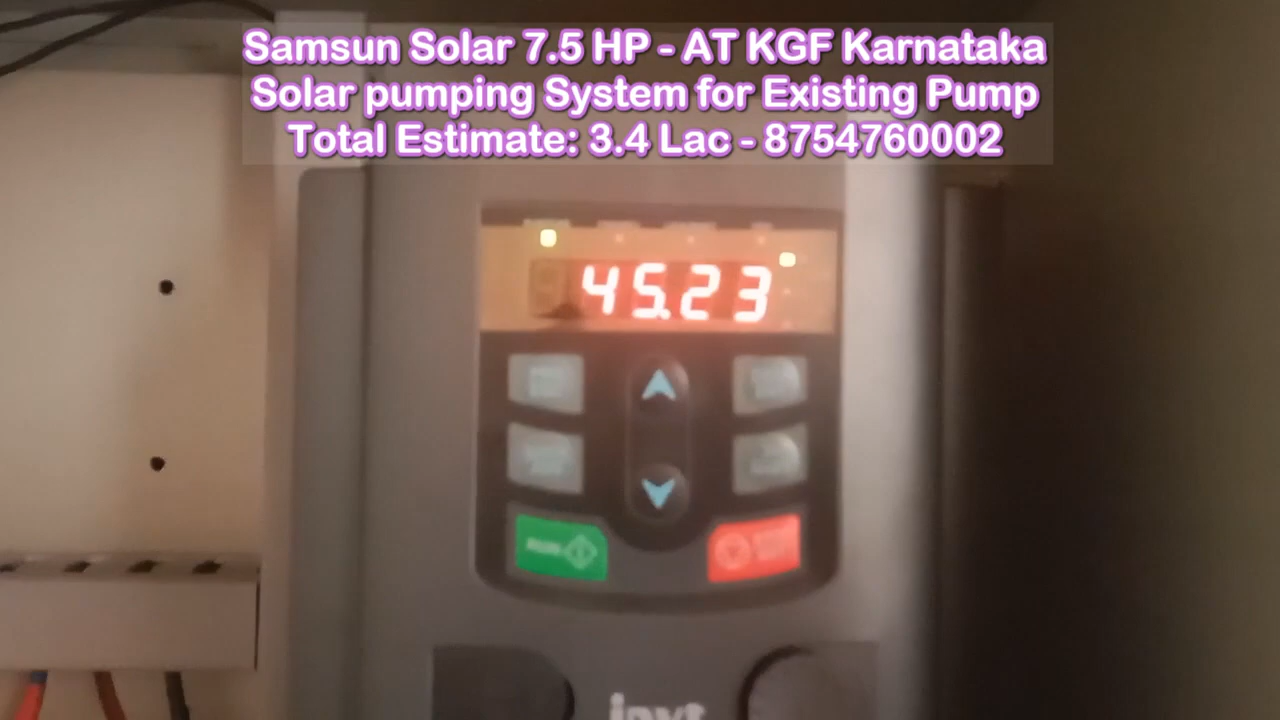 Samsun Solar 7.5 HP - AT KGF Karnataka
Solar pumping System for Existing Pump
Total Estimate: 3.4 Lac - 8754760002
45.23
RUN
invt